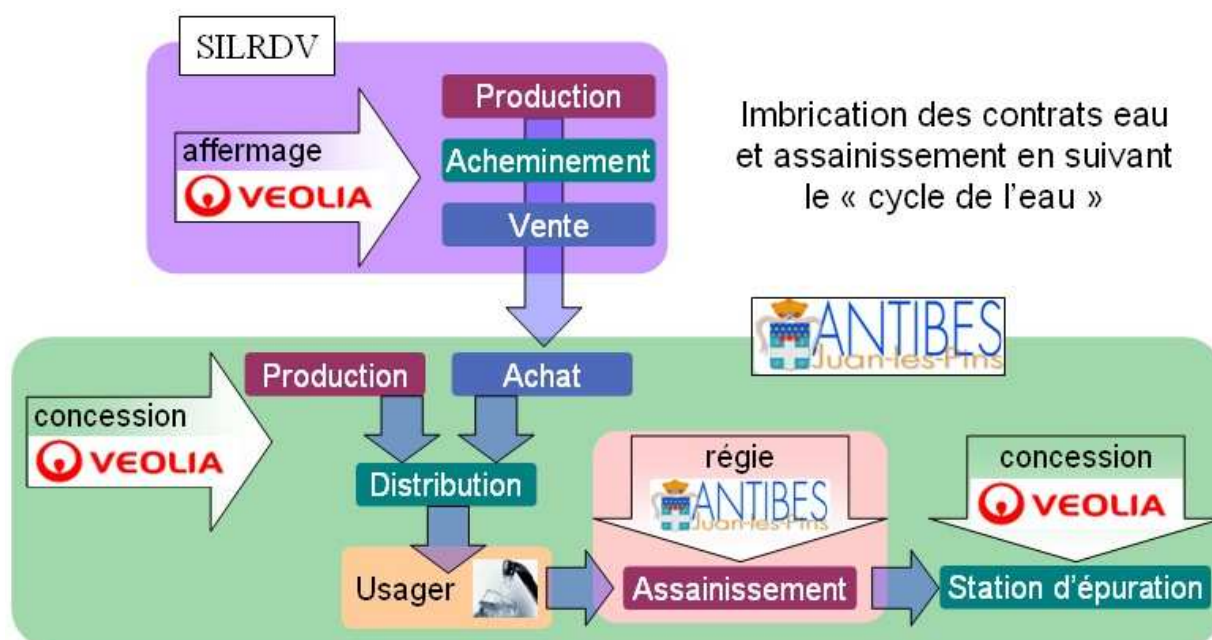 SILRDV
Production
affermage
VEOLIA
Acheminement
Vente
Imbrication des contrats eau
et assainissement en suivant
le « cycle de l'eau »
ANTIBES
Juan-les-Pins
Production
Achat
concession
VEOLIA
Distribution
régie
ANTIBES
Juan-les-Pins
concession
VEOLIA
Usager
Assainissement
Station d'épuration